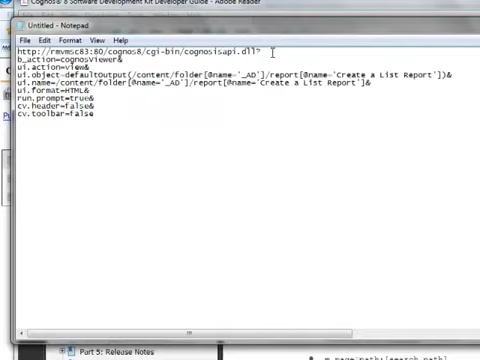 Cognos® 8 Software Development Kit Developer Guide - Adobe Reader
Untitled - Notepad
File Edit Format View Help
http://rmvmsc83:80/cognos8/cgi-bin/cognosisapi.dll?
b_action=cognosViewer&
ui.action=view&
ui.object=defaultOutput(/content/folder[@name='_AD']/report[@name='Create a List Report'])&
ui.name=/content/folder[@name='_AD']/report[@name='Create a List Report']&
ui.format=HTML&
run.prompt=true&
cv.header=false&
cv.toolbar=false
Part 5: Release Notes